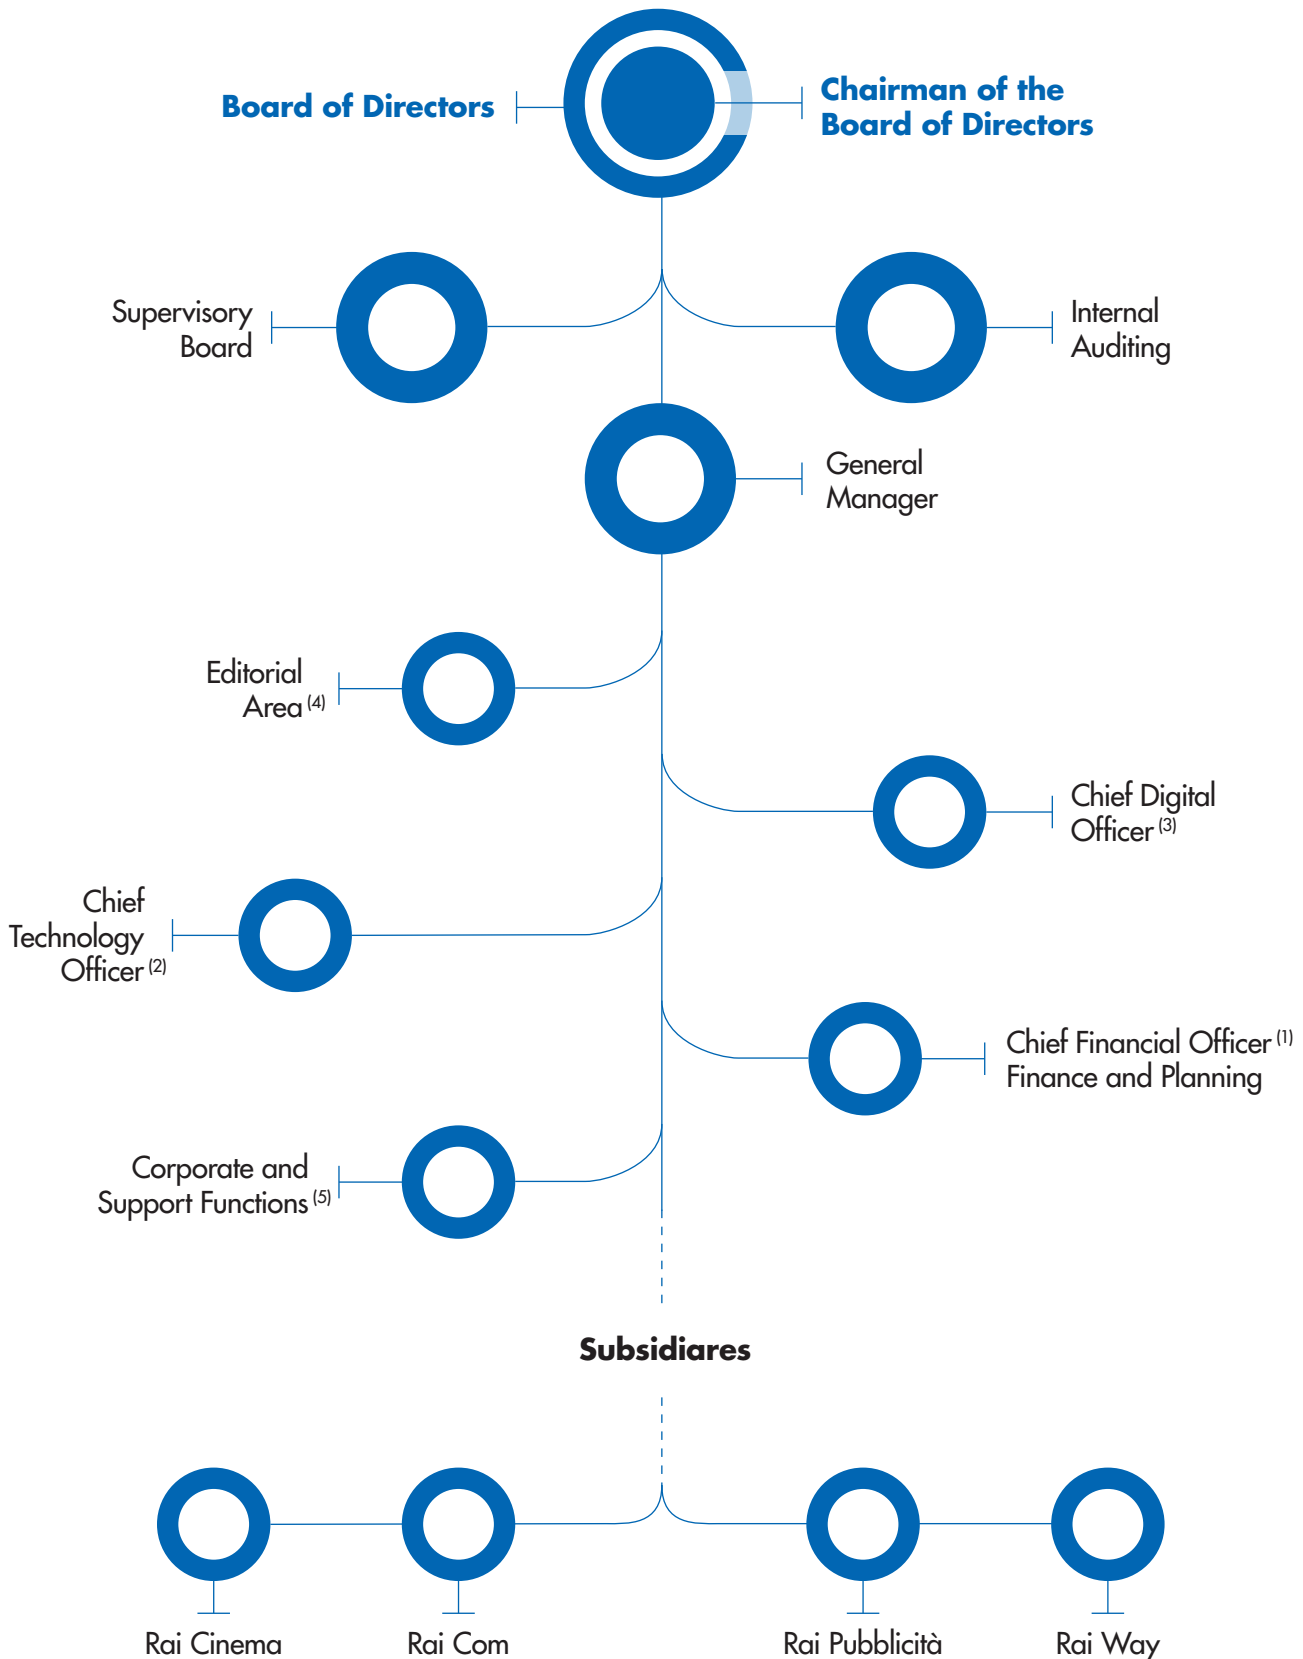 Board of Directors
Chairman of the
Board of Directors
Supervisory
Board
Internal
Auditing
General
Manager
Editorial
Area (4)
Chief Digital
Officer (3)
Chief
Technology
Officer (2)
Chief Financial Officer (1)
Finance and Planning
Corporate and
Support Functions (5)
Subsidiares
Rai Cinema
Rai Com
Rai Pubblicità
Rai Way